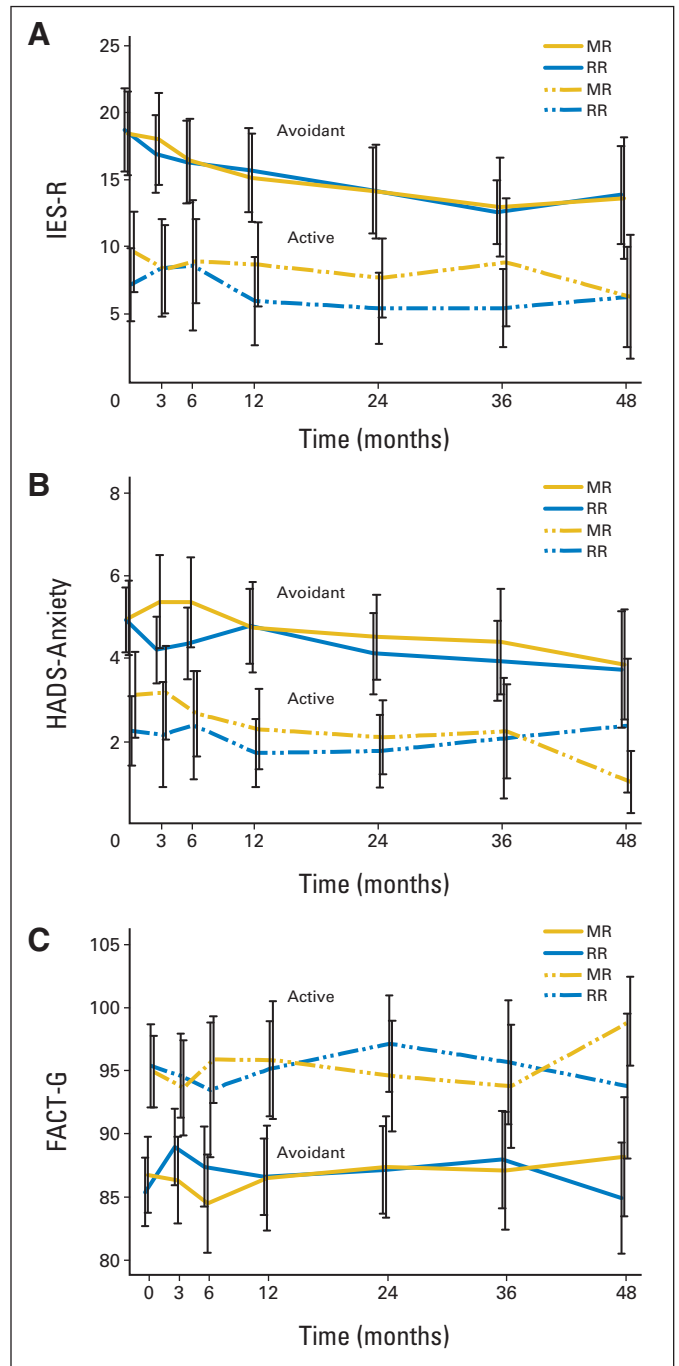 A
25
20
15
10
5
IES-R
MR
RR
MR
RR
Avoidant
Active
0 3 6 12 24 36 48
Time (months)
B
8
6
4
2
HADS-Anxiety
MR
RR
MR
RR
Avoidant
Active
0 3 6 12 24 36 48
Time (months)
C
105
100
95
90
85
80
FACT-G
MR
RR
MR
RR
Active
Avoidant
0 3 6 12 24 36 48
Time (months)